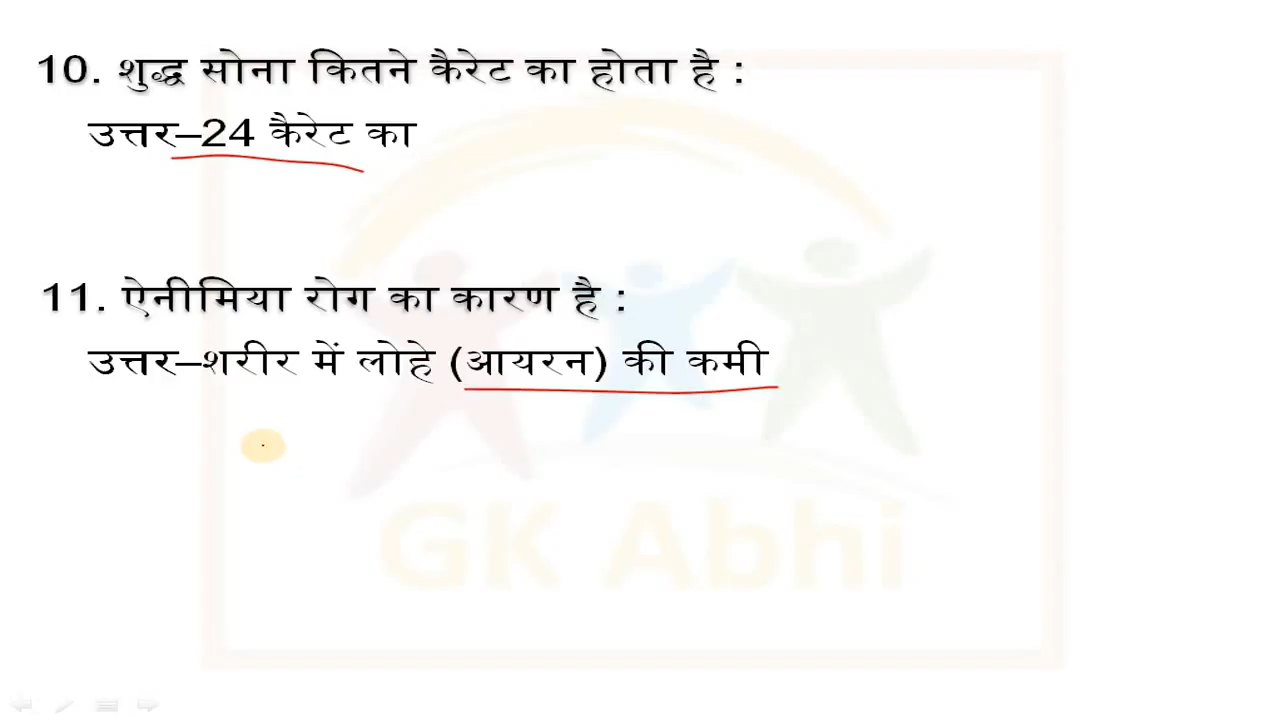 10. शुद्ध सोना कितने कैरेट का होता है :
उत्तर–24 कैरेट का
11. ऐनीमिया रोग का कारण है :
उत्तर–शरीर में लोहे (आयरन) की कमी
GK Abhi